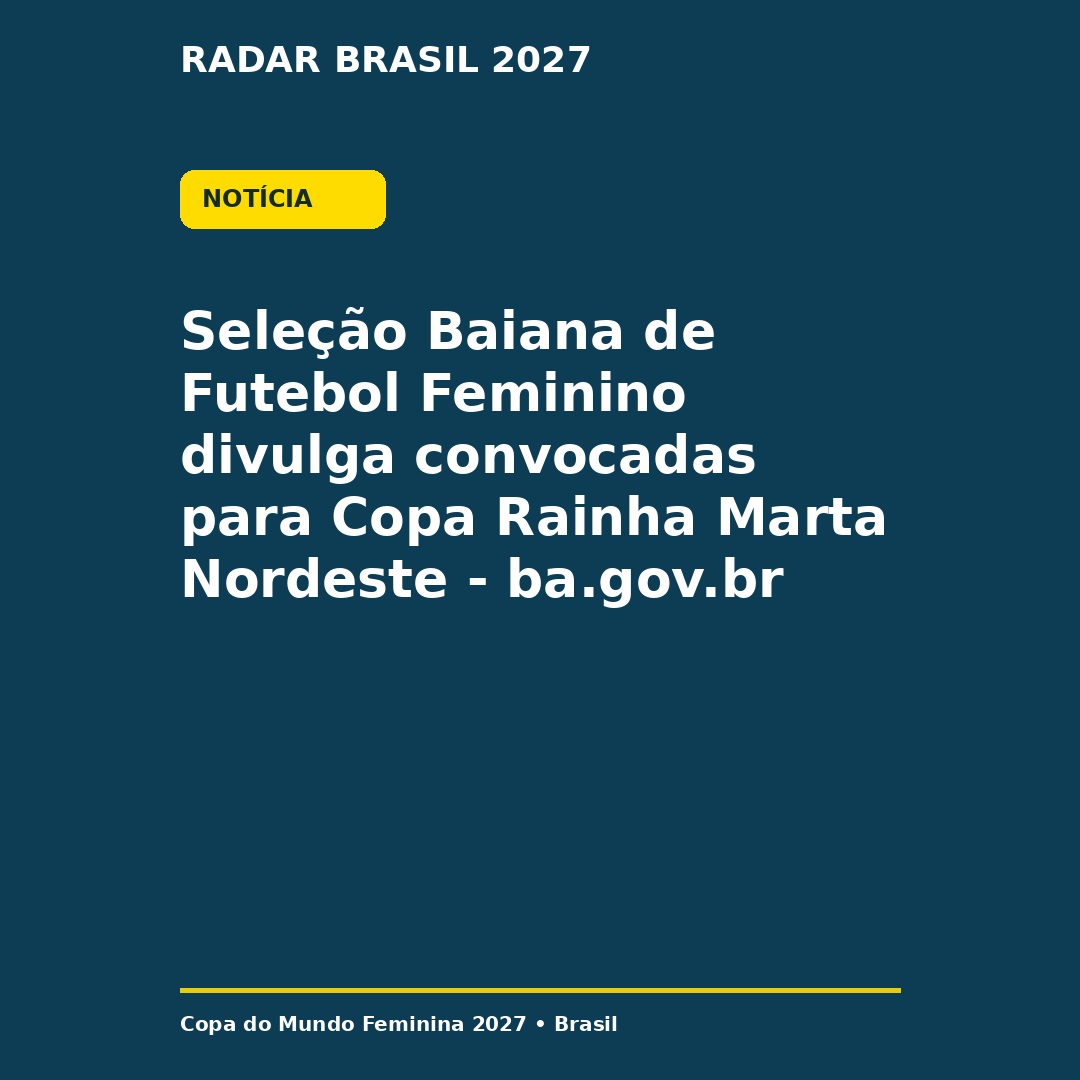 RADAR BRASIL 2027
NOTÍCIA
Seleção Baiana de
Futebol Feminino
divulga convocadas
para Copa Rainha Marta
Nordeste - ba.gov.br
Copa do Mundo Feminina 2027 • Brasil